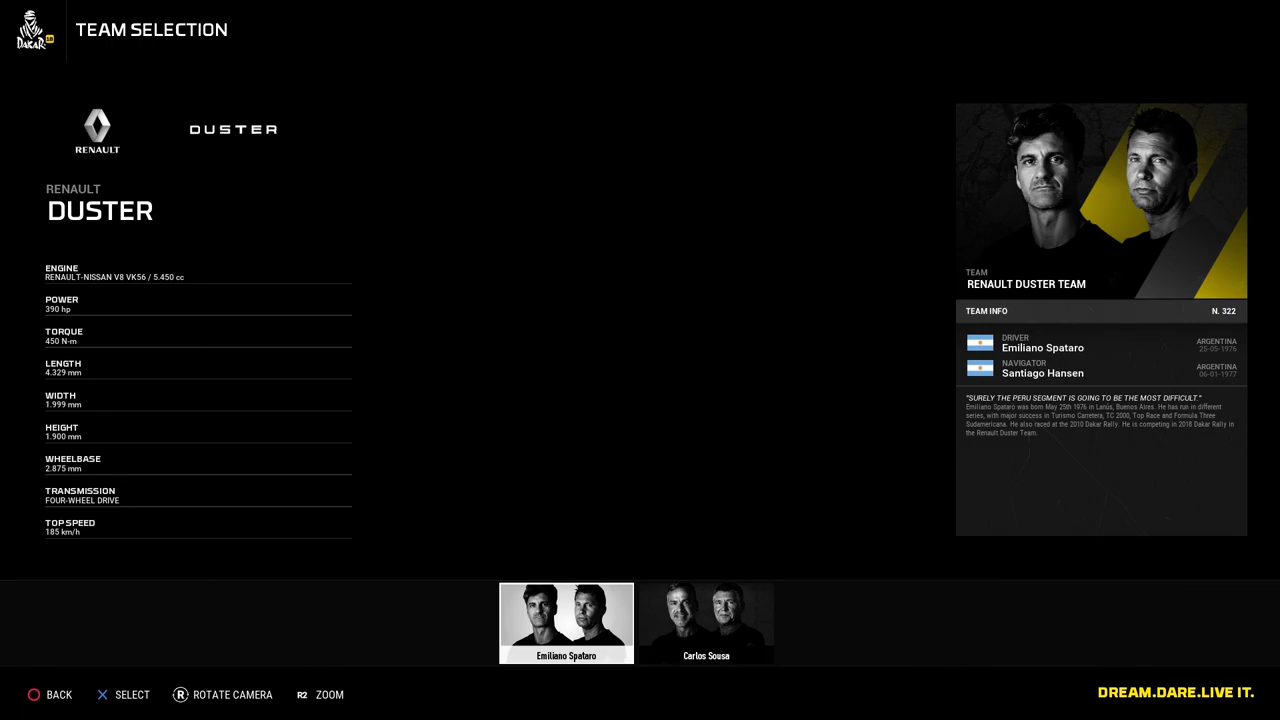 DAKAR 18
TEAM SELECTION
RENAULT
DUSTER
RENAULT
DUSTER
ENGINE
RENAULT-NISSAN V8 VK56 / 5.450 cc
POWER
390 hp
TORQUE
450 N-m
LENGTH
4.329 mm
WIDTH
1.999 mm
HEIGHT
1.900 mm
WHEELBASE
2.875 mm
TRANSMISSION
FOUR-WHEEL DRIVE
TOP SPEED
185 km/h
TEAM
RENAULT DUSTER TEAM
TEAM INFO N. 322
DRIVER ARGENTINA
Emiliano Spataro 25-05-1976
NAVIGATOR ARGENTINA
Santiago Hansen 06-01-1977
"SURELY THE PERU SEGMENT IS GOING TO BE THE MOST DIFFICULT."
Emiliano Spataro was born May 25th 1976 in Lanús, Buenos Aires. He has run in different
series, with major success in Turismo Carretera, TC 2000, Top Race and Formula Three
Sudamericana. He also raced at the 2010 Dakar Rally. He is competing in 2018 Dakar Rally in
the Renault Duster Team.
Emiliano Spataro
Carlos Sousa
BACK SELECT R ROTATE CAMERA R2 ZOOM
DREAM.DARE.LIVE IT.